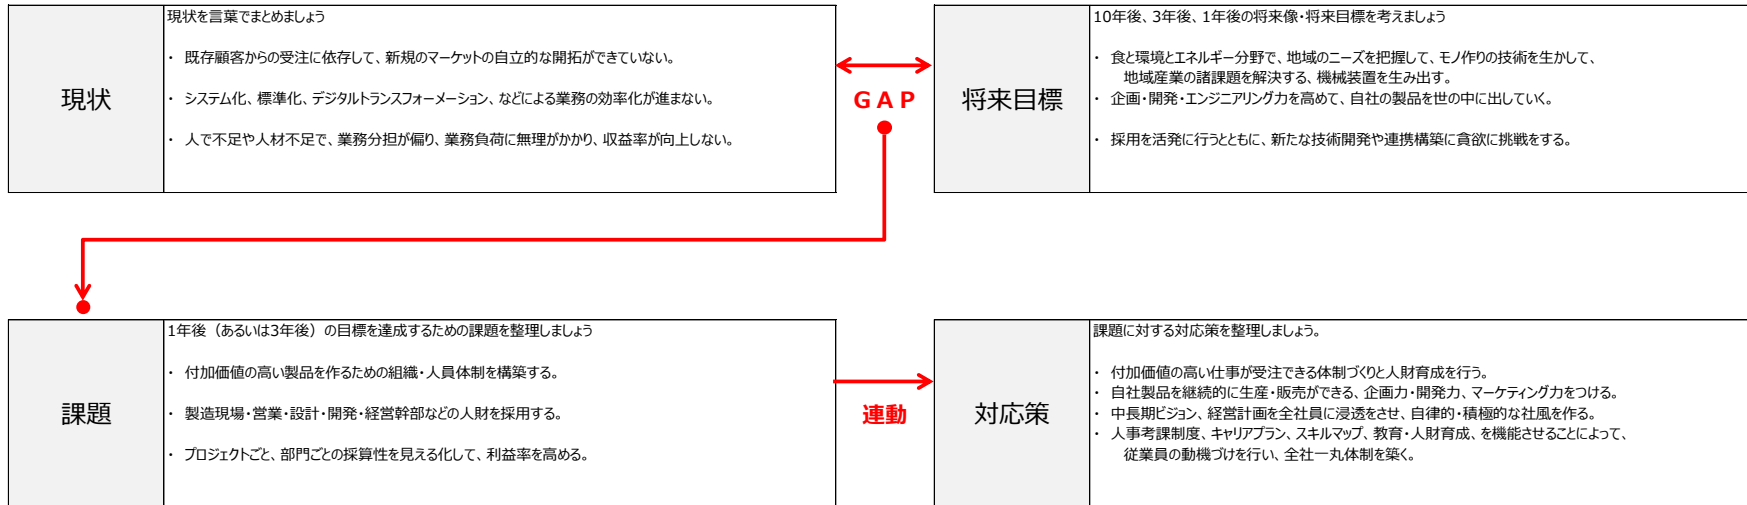 現状を言葉でまとめましょう
現状
・ 既存顧客からの受注に依存して、新規のマーケットの自立的な開拓ができていない。
・ システム化、標準化、デジタルトランスフォーメーション、などによる業務の効率化が進まない。
・ 人で不足や人材不足で、業務分担が偏り、業務負荷に無理がかかり、収益率が向上しない。
GAP
10年後、3年後、1年後の将来像・将来目標を考えましょう
将来目標
・ 食と環境とエネルギー分野で、地域のニーズを把握して、モノ作りの技術を生かして、
地域産業の諸課題を解決する、機械装置を生み出す。
・ 企画・開発・エンジニアリング力を高めて、自社の製品を世の中に出していく。
・ 採用を活発に行うとともに、新たな技術開発や連携構築に貪欲に挑戦をする。
1年後（あるいは3年後）の目標を達成するための課題を整理しましょう
課題
・ 付加価値の高い製品を作るための組織・人員体制を構築する。
・ 製造現場・営業・設計・開発・経営幹部などの人財を採用する。
・ プロジェクトごと、部門ごとの採算性を見える化して、利益率を高める。
連動
課題に対する対応策を整理しましょう。
対応策
・ 付加価値の高い仕事が受注できる体制づくりと人財育成を行う。
・ 自社製品を継続的に生産・販売ができる、企画力・開発力、マーケティング力をつける。
・ 中長期ビジョン、経営計画を全社員に浸透をさせ、自律的・積極的な社風を作る。
・ 人事考課制度、キャリアプラン、スキルマップ、教育・人財育成、を機能させることによって、
従業員の動機づけを行い、全社一丸体制を築く。